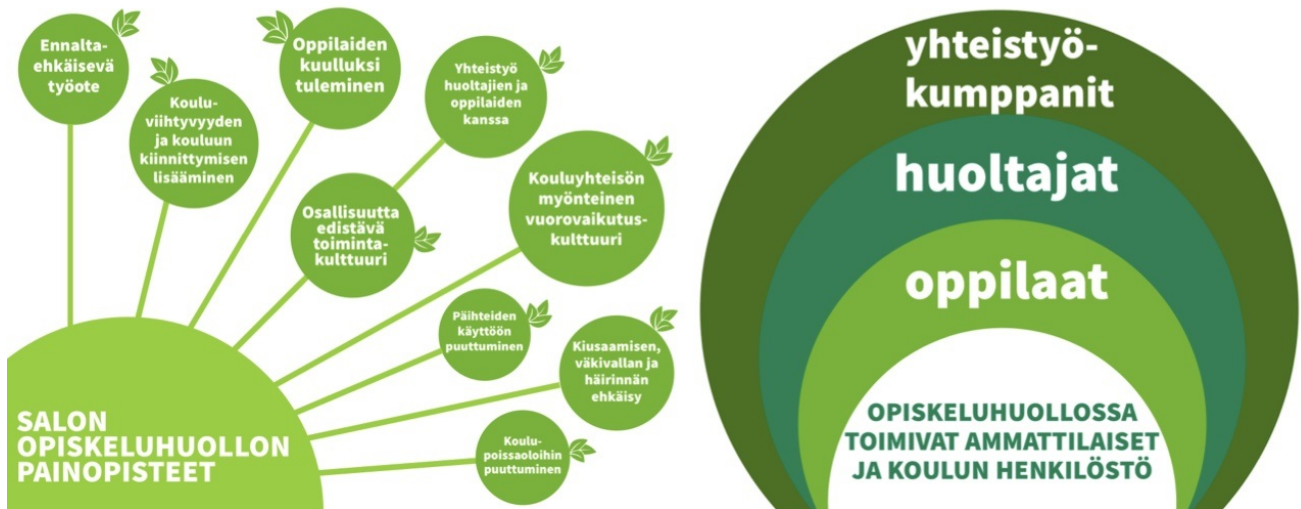 Ennalta-
ehkäisevä
työote
Koulu-
viihtyvyyden
ja kouluun
kiinnittymisen
lisääminen
Oppilaiden
kuulluksi
tuleminen
Yhteistyö
huoltajien ja
oppilaiden
kanssa
Osallisuutta
edistävä
toiminta-
kulttuuri
Kouluyhteisön
myönteinen
vuorovaikutus-
kulttuuri
Päihteiden
käyttöön
puuttuminen
Kiusaamisen,
väkivallan ja
häirinnän
ehkäisy
Koulu-
poissaoloihin
puuttuminen
SALON
OPISKELUHUOLLON
PAINOPISTEET
yhteistyö-
kumppanit
huoltajat
oppilaat
OPISKELUHUOLLOSSA
TOIMIVAT AMMATTILAISET
JA KOULUN HENKILÖSTÖ